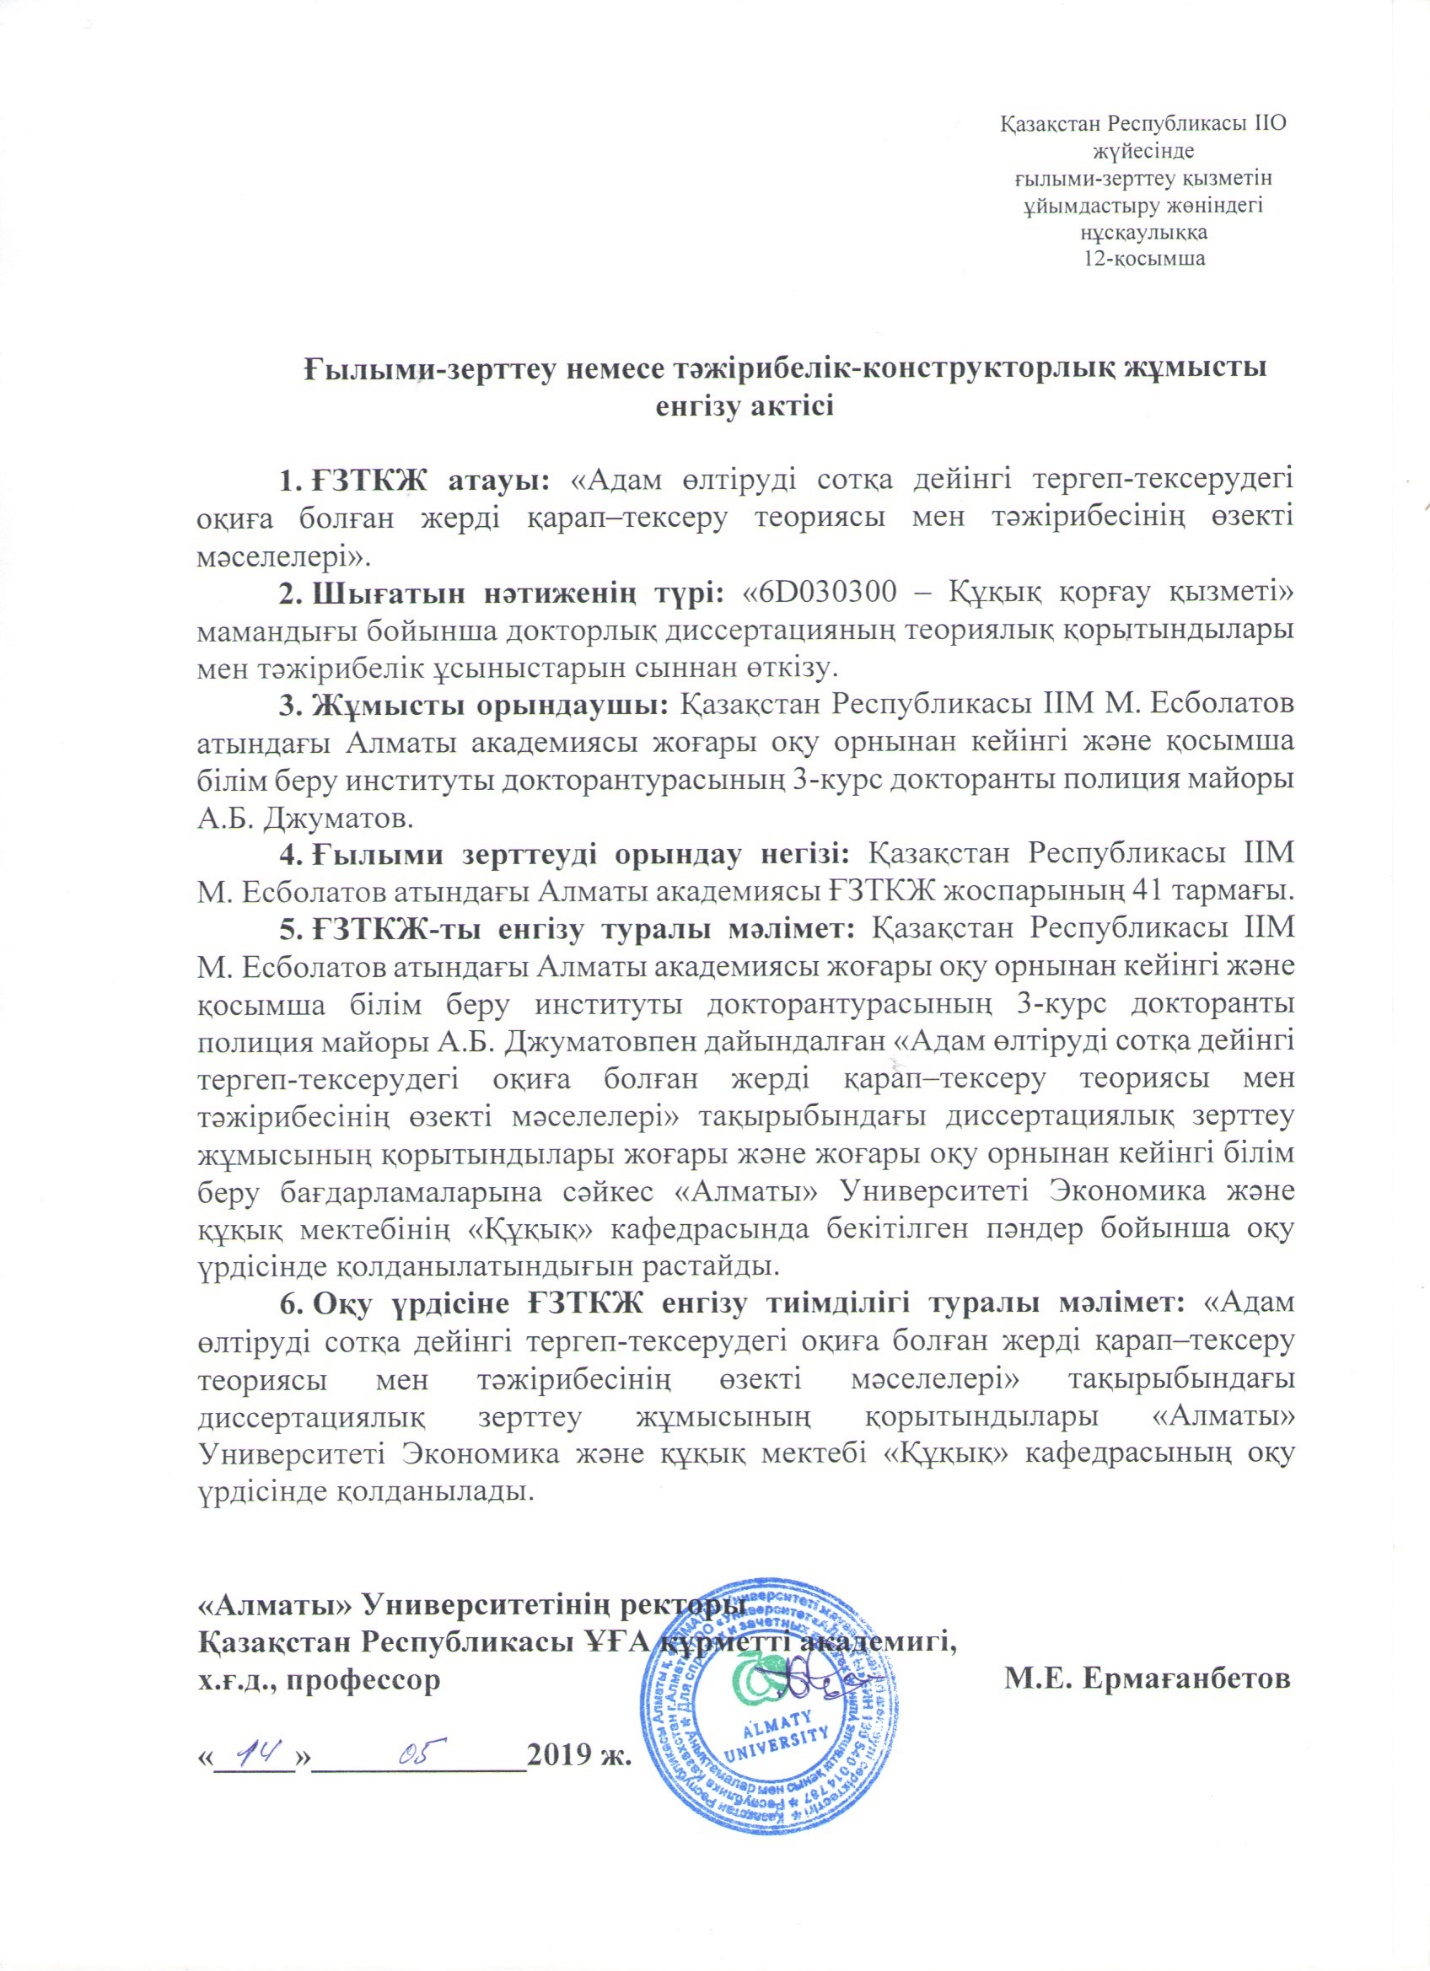 Қазақстан Республикасы ІІО
жүйесінде
ғылыми-зерттеу қызметін
ұйымдастыру жөніндегі
нұсқаулыққа
12-қосымша
Ғылыми-зерттеу немесе тәжірибелік-конструкторлық жұмысты
енгізу актісі
1. ҒЗТКЖ атауы: «Адам өлтіруді сотқа дейінгі тергеп-тексерудегі
оқиға болған жерді қарап–тексеру теориясы мен тәжірибесінің өзекті
мәселелері».
2. Шығатын нәтиженің түрі: «6D030300 – Құқық қорғау қызметі»
мамандығы бойынша докторлық диссертацияның теориялық қорытындылары
мен тәжірибелік ұсыныстарын сыннан өткізу.
3. Жұмысты орындаушы: Қазақстан Республикасы ІІМ М. Есболатов
атындағы Алматы академиясы жоғары оқу орнынан кейінгі және қосымша
білім беру институты докторантурасының 3-курс докторанты полиция майоры
А.Б. Джуматов.
4. Ғылыми зерттеуді орындау негізі: Қазақстан Республикасы ІІМ
М. Есболатов атындағы Алматы академиясы ҒЗТКЖ жоспарының 41 тармағы.
5. ҒЗТКЖ-ты енгізу туралы мәлімет: Қазақстан Республикасы ІІМ
М. Есболатов атындағы Алматы академиясы жоғары оқу орнынан кейінгі және
қосымша білім беру институты докторантурасының 3-курс докторанты
полиция майоры А.Б. Джуматовпен дайындалған «Адам өлтіруді сотқа дейінгі
тергеп-тексерудегі оқиға болған жерді қарап–тексеру теориясы мен
тәжірибесінің өзекті мәселелері» тақырыбындағы диссертациялық зерттеу
жұмысының қорытындылары жоғары және жоғары оқу орнынан кейінгі білім
беру бағдарламаларына сәйкес «Алматы» Университеті Экономика және
құқық мектебінің «Құқық» кафедрасында бекітілген пәндер бойынша оқу
үрдісінде қолданылатындығын растайды.
6. Оқу үрдісіне ҒЗТКЖ енгізу тиімділігі туралы мәлімет: «Адам
өлтіруді сотқа дейінгі тергеп-тексерудегі оқиға болған жерді қарап–тексеру
теориясы мен тәжірибесінің өзекті мәселелері» тақырыбындағы
диссертациялық зерттеу жұмысының қорытындылары «Алматы»
Университеті Экономика және құқық мектебі «Құқық» кафедрасының оқу
үрдісінде қолданылады.
«Алматы» Университетінің ректоры
Қазақстан Республикасы ҰҒА құрметті академигі,
х.ғ.д., профессор М.Е. Ермағанбетов
«14» 05 2019 ж.
ALMATY
UNIVERSITY